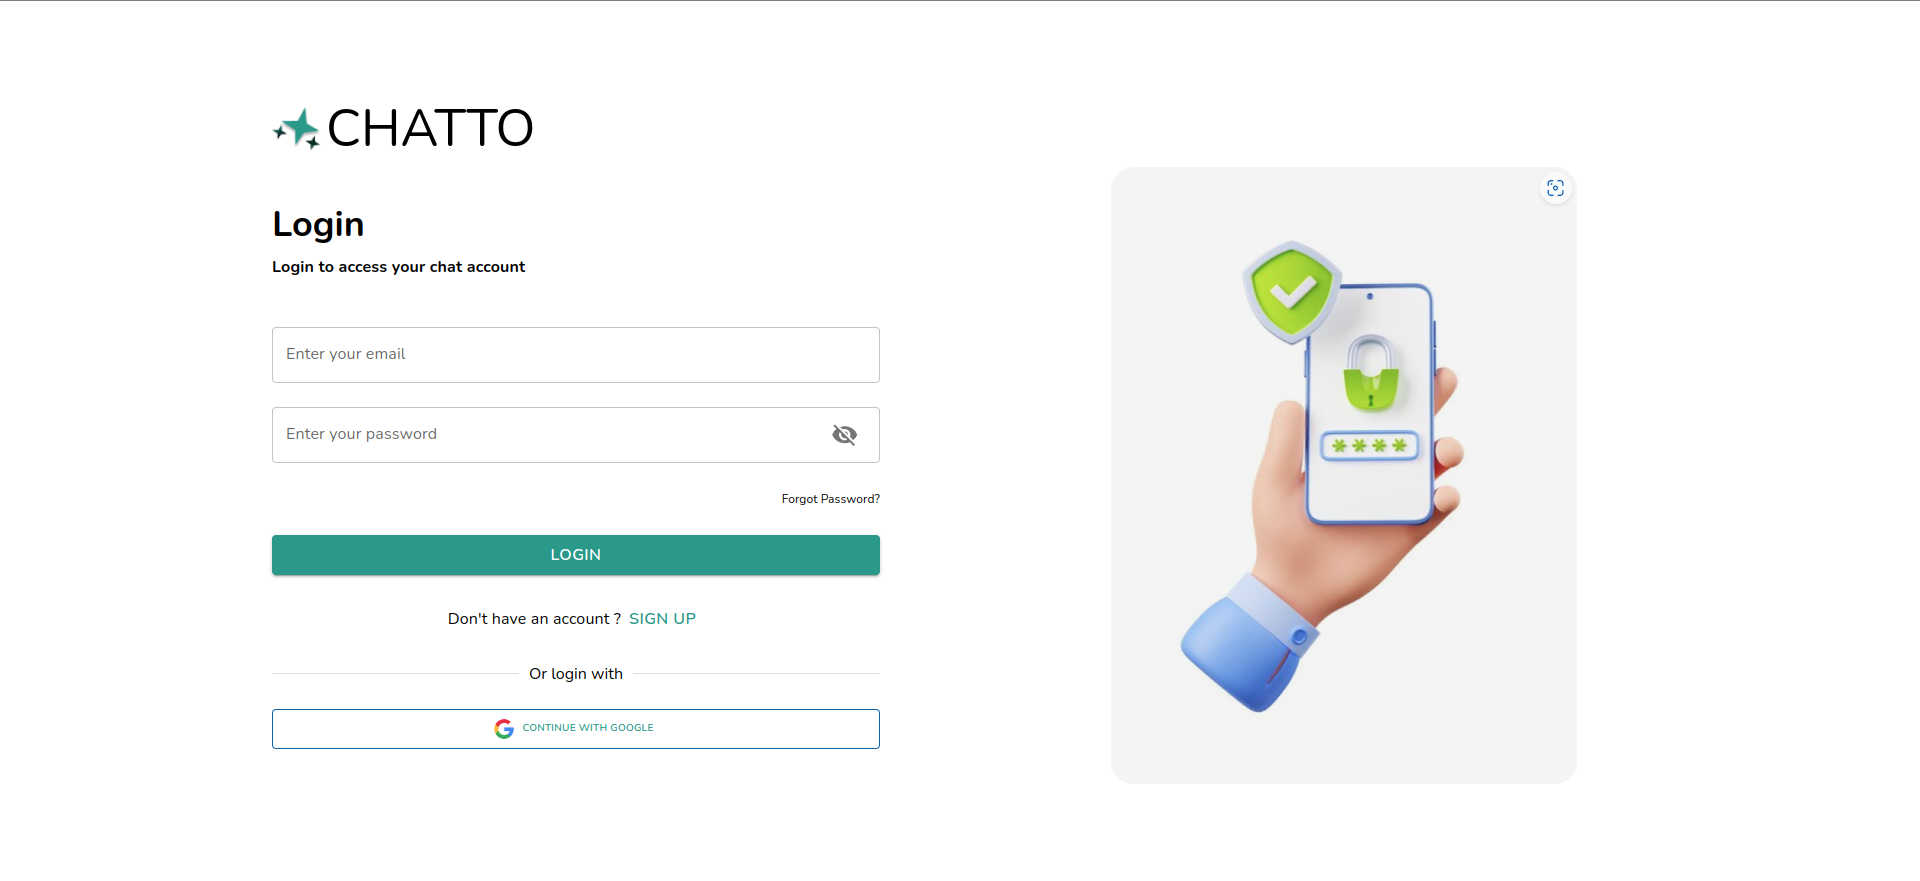 CHATTO
Login
Login to access your chat account
Enter your email
Enter your password
Forgot Password?
LOGIN
Don't have an account ? SIGN UP
Or login with
CONTINUE WITH GOOGLE
* * * *